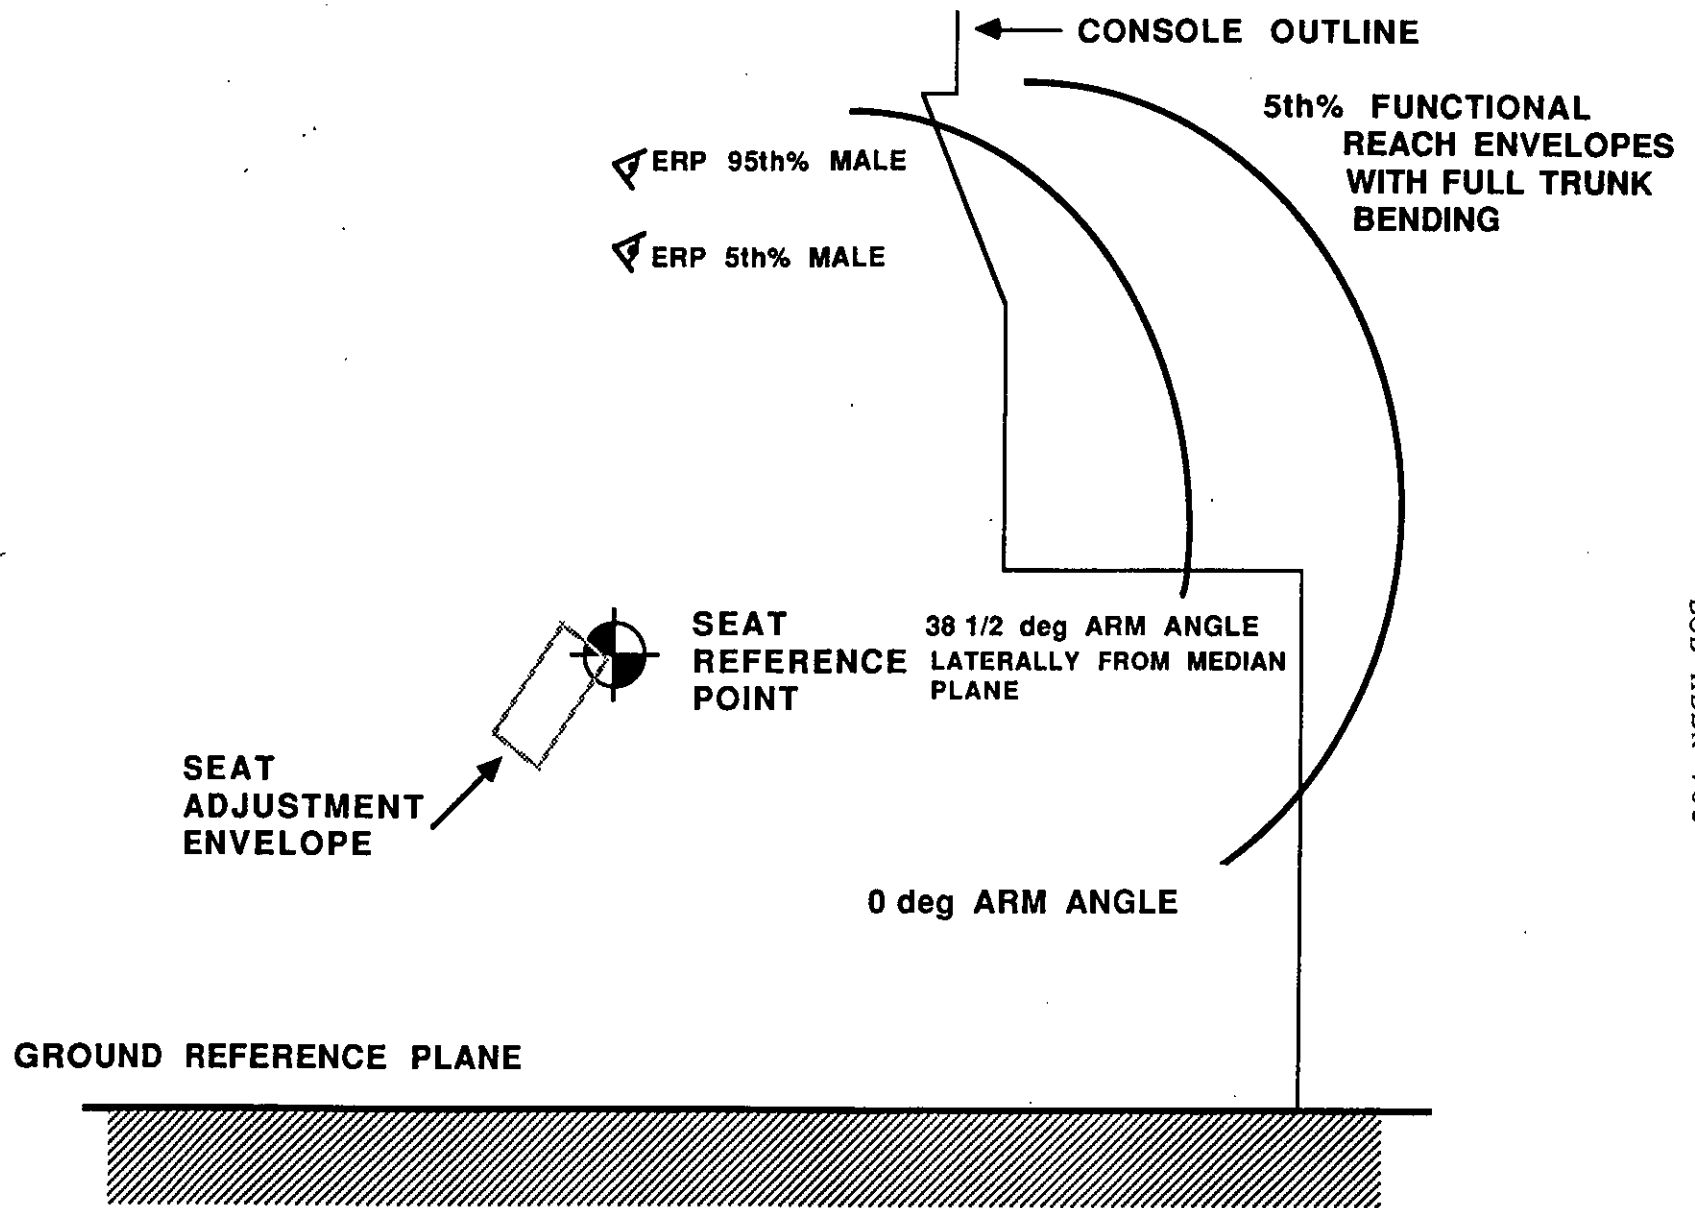 CONSOLE OUTLINE
5th% FUNCTIONAL
REACH ENVELOPES
WITH FULL TRUNK
BENDING
ERP 95th% MALE
ERP 5th% MALE
SEAT
REFERENCE
POINT
38 1/2 deg ARM ANGLE
LATERALLY FROM MEDIAN
PLANE
SEAT
ADJUSTMENT
ENVELOPE
0 deg ARM ANGLE
GROUND REFERENCE PLANE